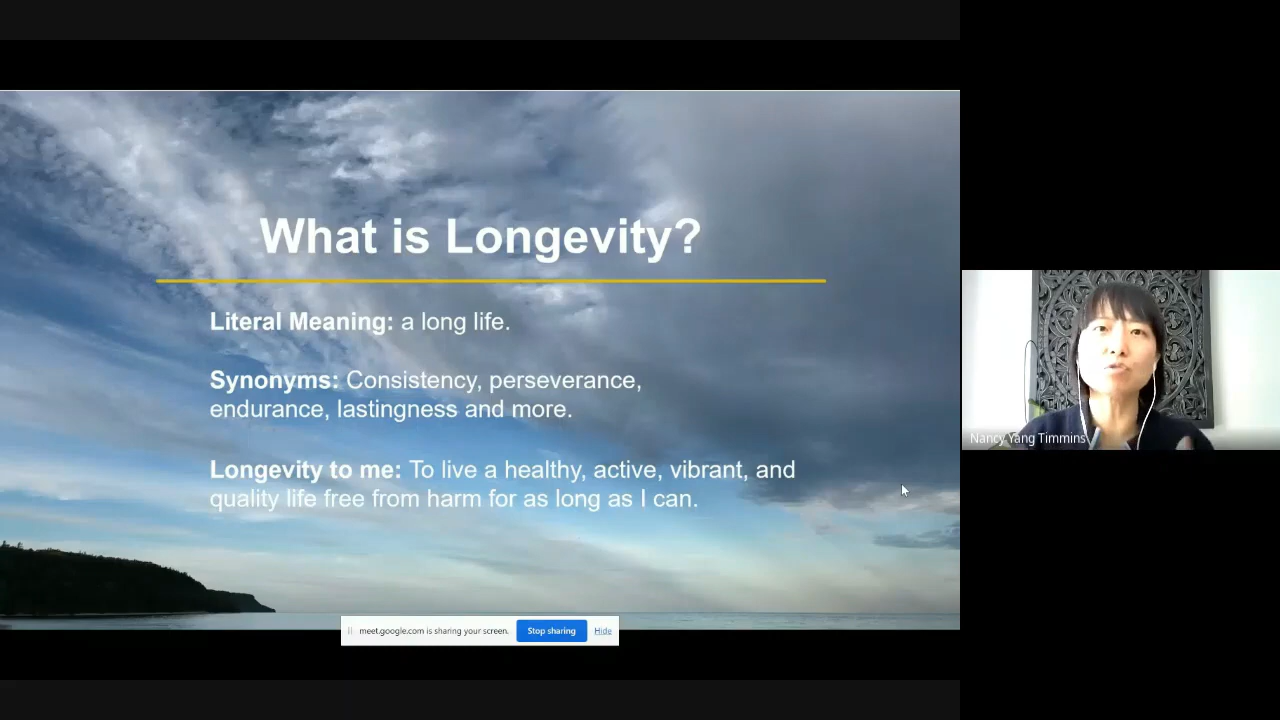 What is Longevity?
Literal Meaning: a long life.
Synonyms: Consistency, perseverance,
endurance, lastingness and more.
Longevity to me: To live a healthy, active, vibrant, and
quality life free from harm for as long as I can.
Nancy Yang Timmins
meet.google.com is sharing your screen. Stop sharing Hide